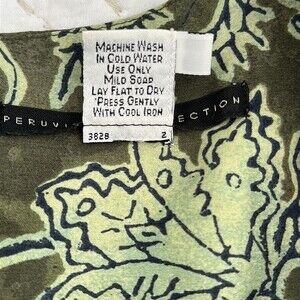 Machine Wash
In Cold Water
Use Only
Mild Soap
Lay Flat to Dry
Press Gently
With Cool Iron
3828 2